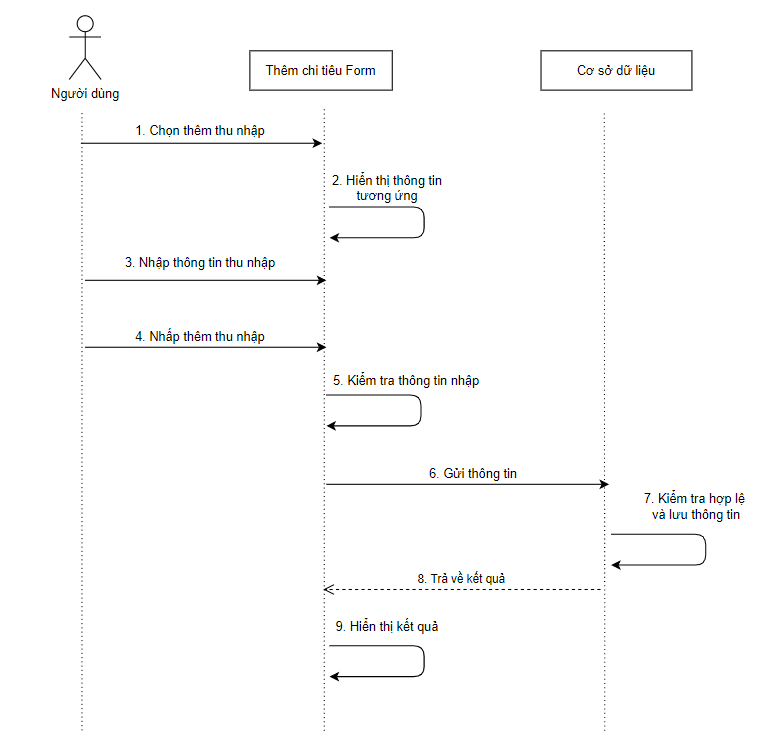 Người dùng
Thêm chi tiêu Form
Cơ sở dữ liệu
1. Chọn thêm thu nhập
2. Hiển thị thông tin
tương ứng
3. Nhập thông tin thu nhập
4. Nhấp thêm thu nhập
5. Kiểm tra thông tin nhập
6. Gửi thông tin
7. Kiểm tra hợp lệ
và lưu thông tin
8. Trả về kết quả
9. Hiển thị kết quả